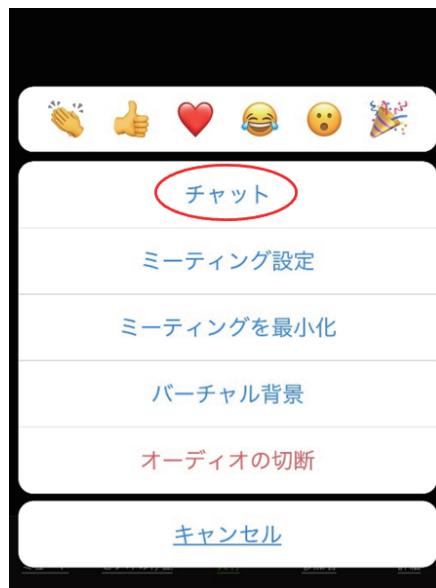 チャット
ミーティング設定
ミーティングを最小化
バーチャル背景
オーディオの切断
キャンセル